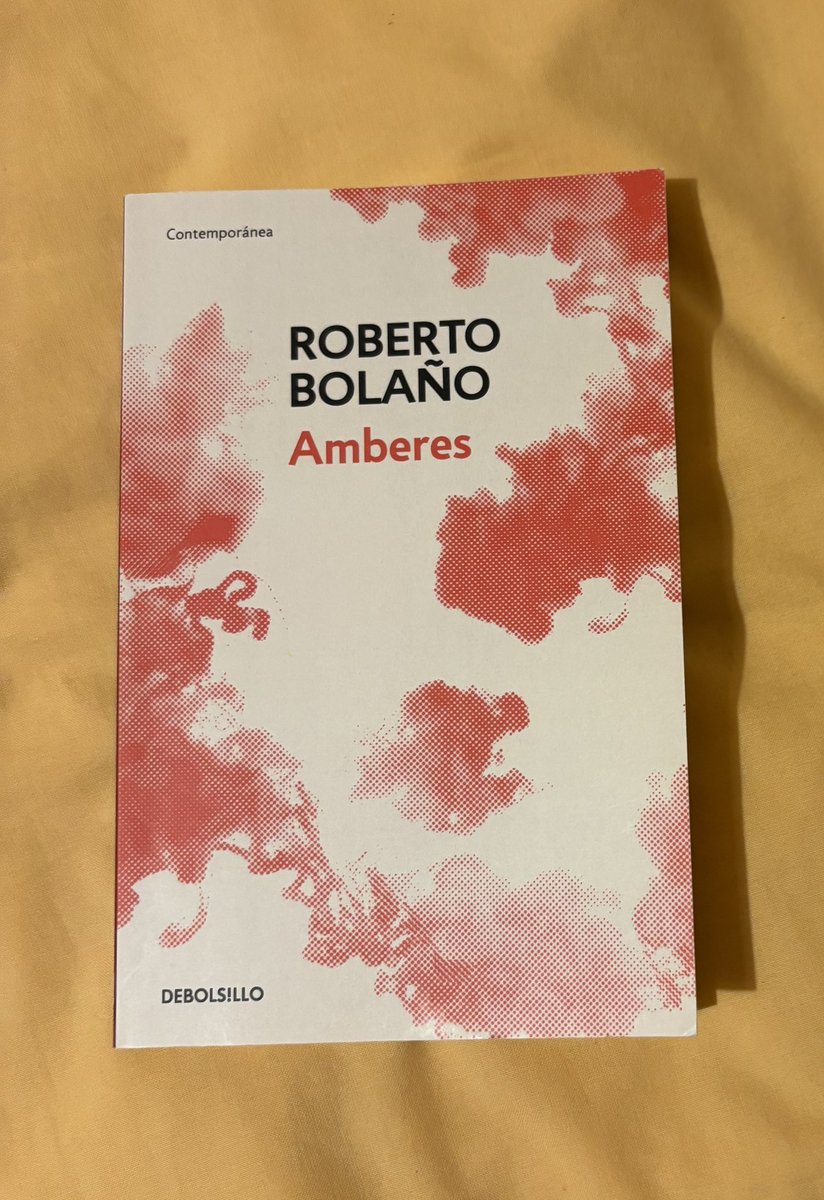 Contemporánea
ROBERTO
BOLAÑO
Amberes
DEBOLS!LLO